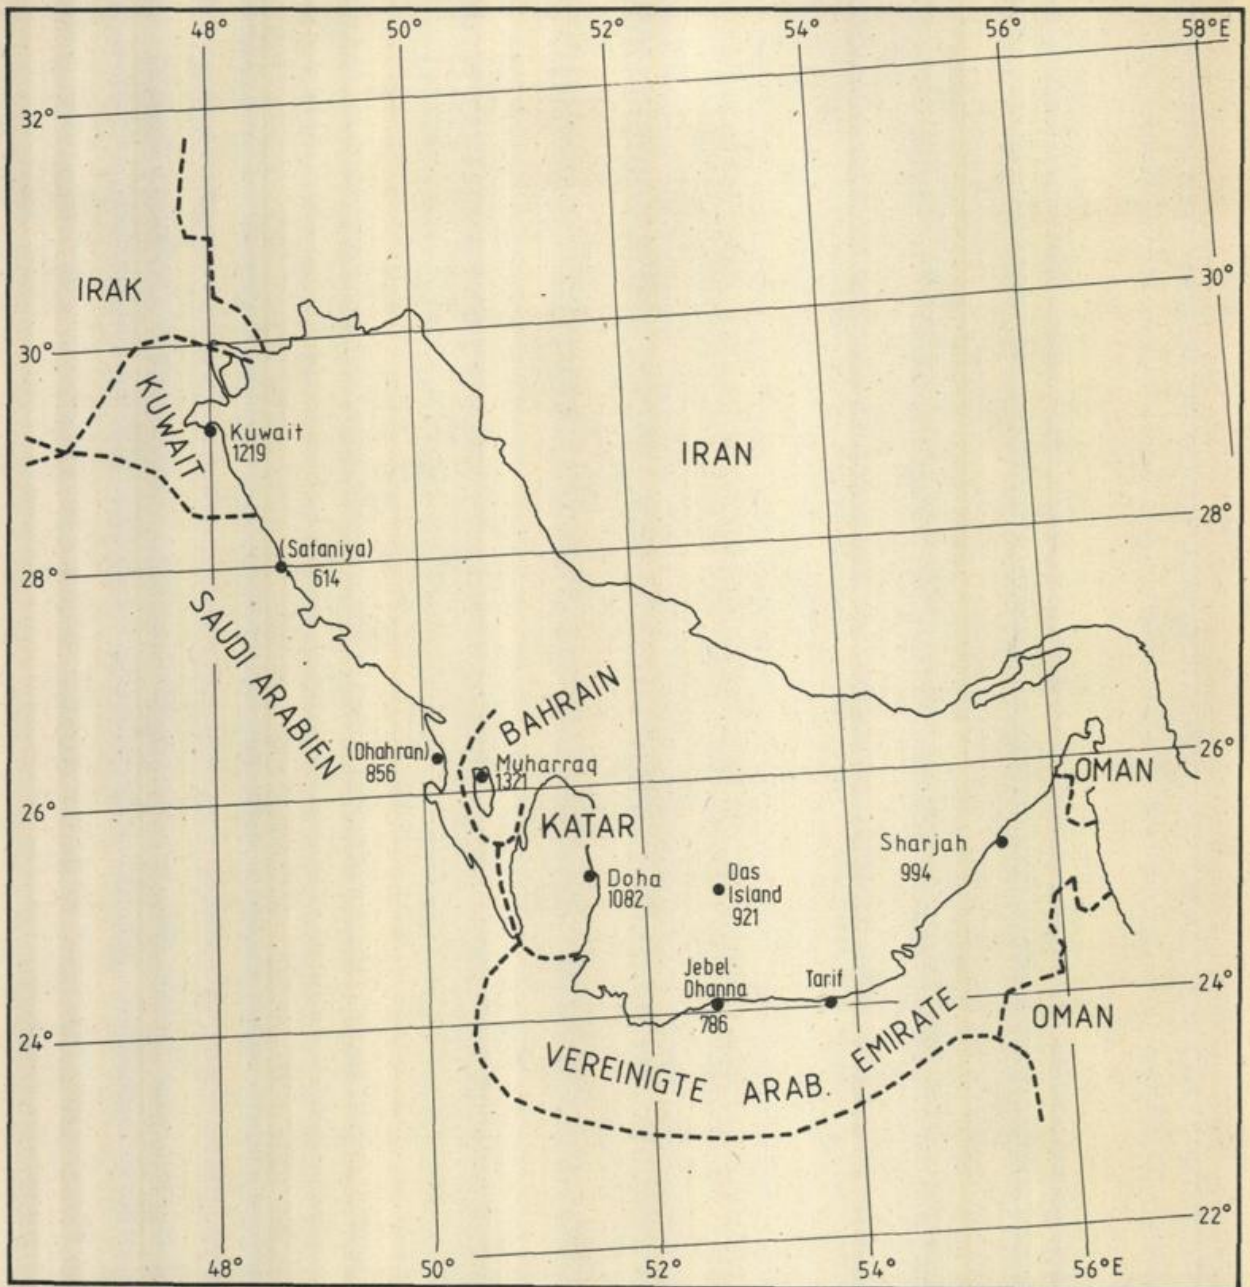 48°
50°
52°
54°
56°
58°E
32°
IRAK
30°
30°
KUWAIT
Kuwait
1219
IRAN
28°
(Safaniya)
614
28°
SAUDI ARABIEN
BAHRAIN
(Dhahran)
856
Muharraq
1321
26°
OMAN
26°
KATAR
Sharjah
994
Doha
1082
Das
Island
921
Jebel
Dhanna
786
Tarif
24°
OMAN
24°
VEREINIGTE ARAB. EMIRATE
22°
48°
50°
52°
54°
56°E